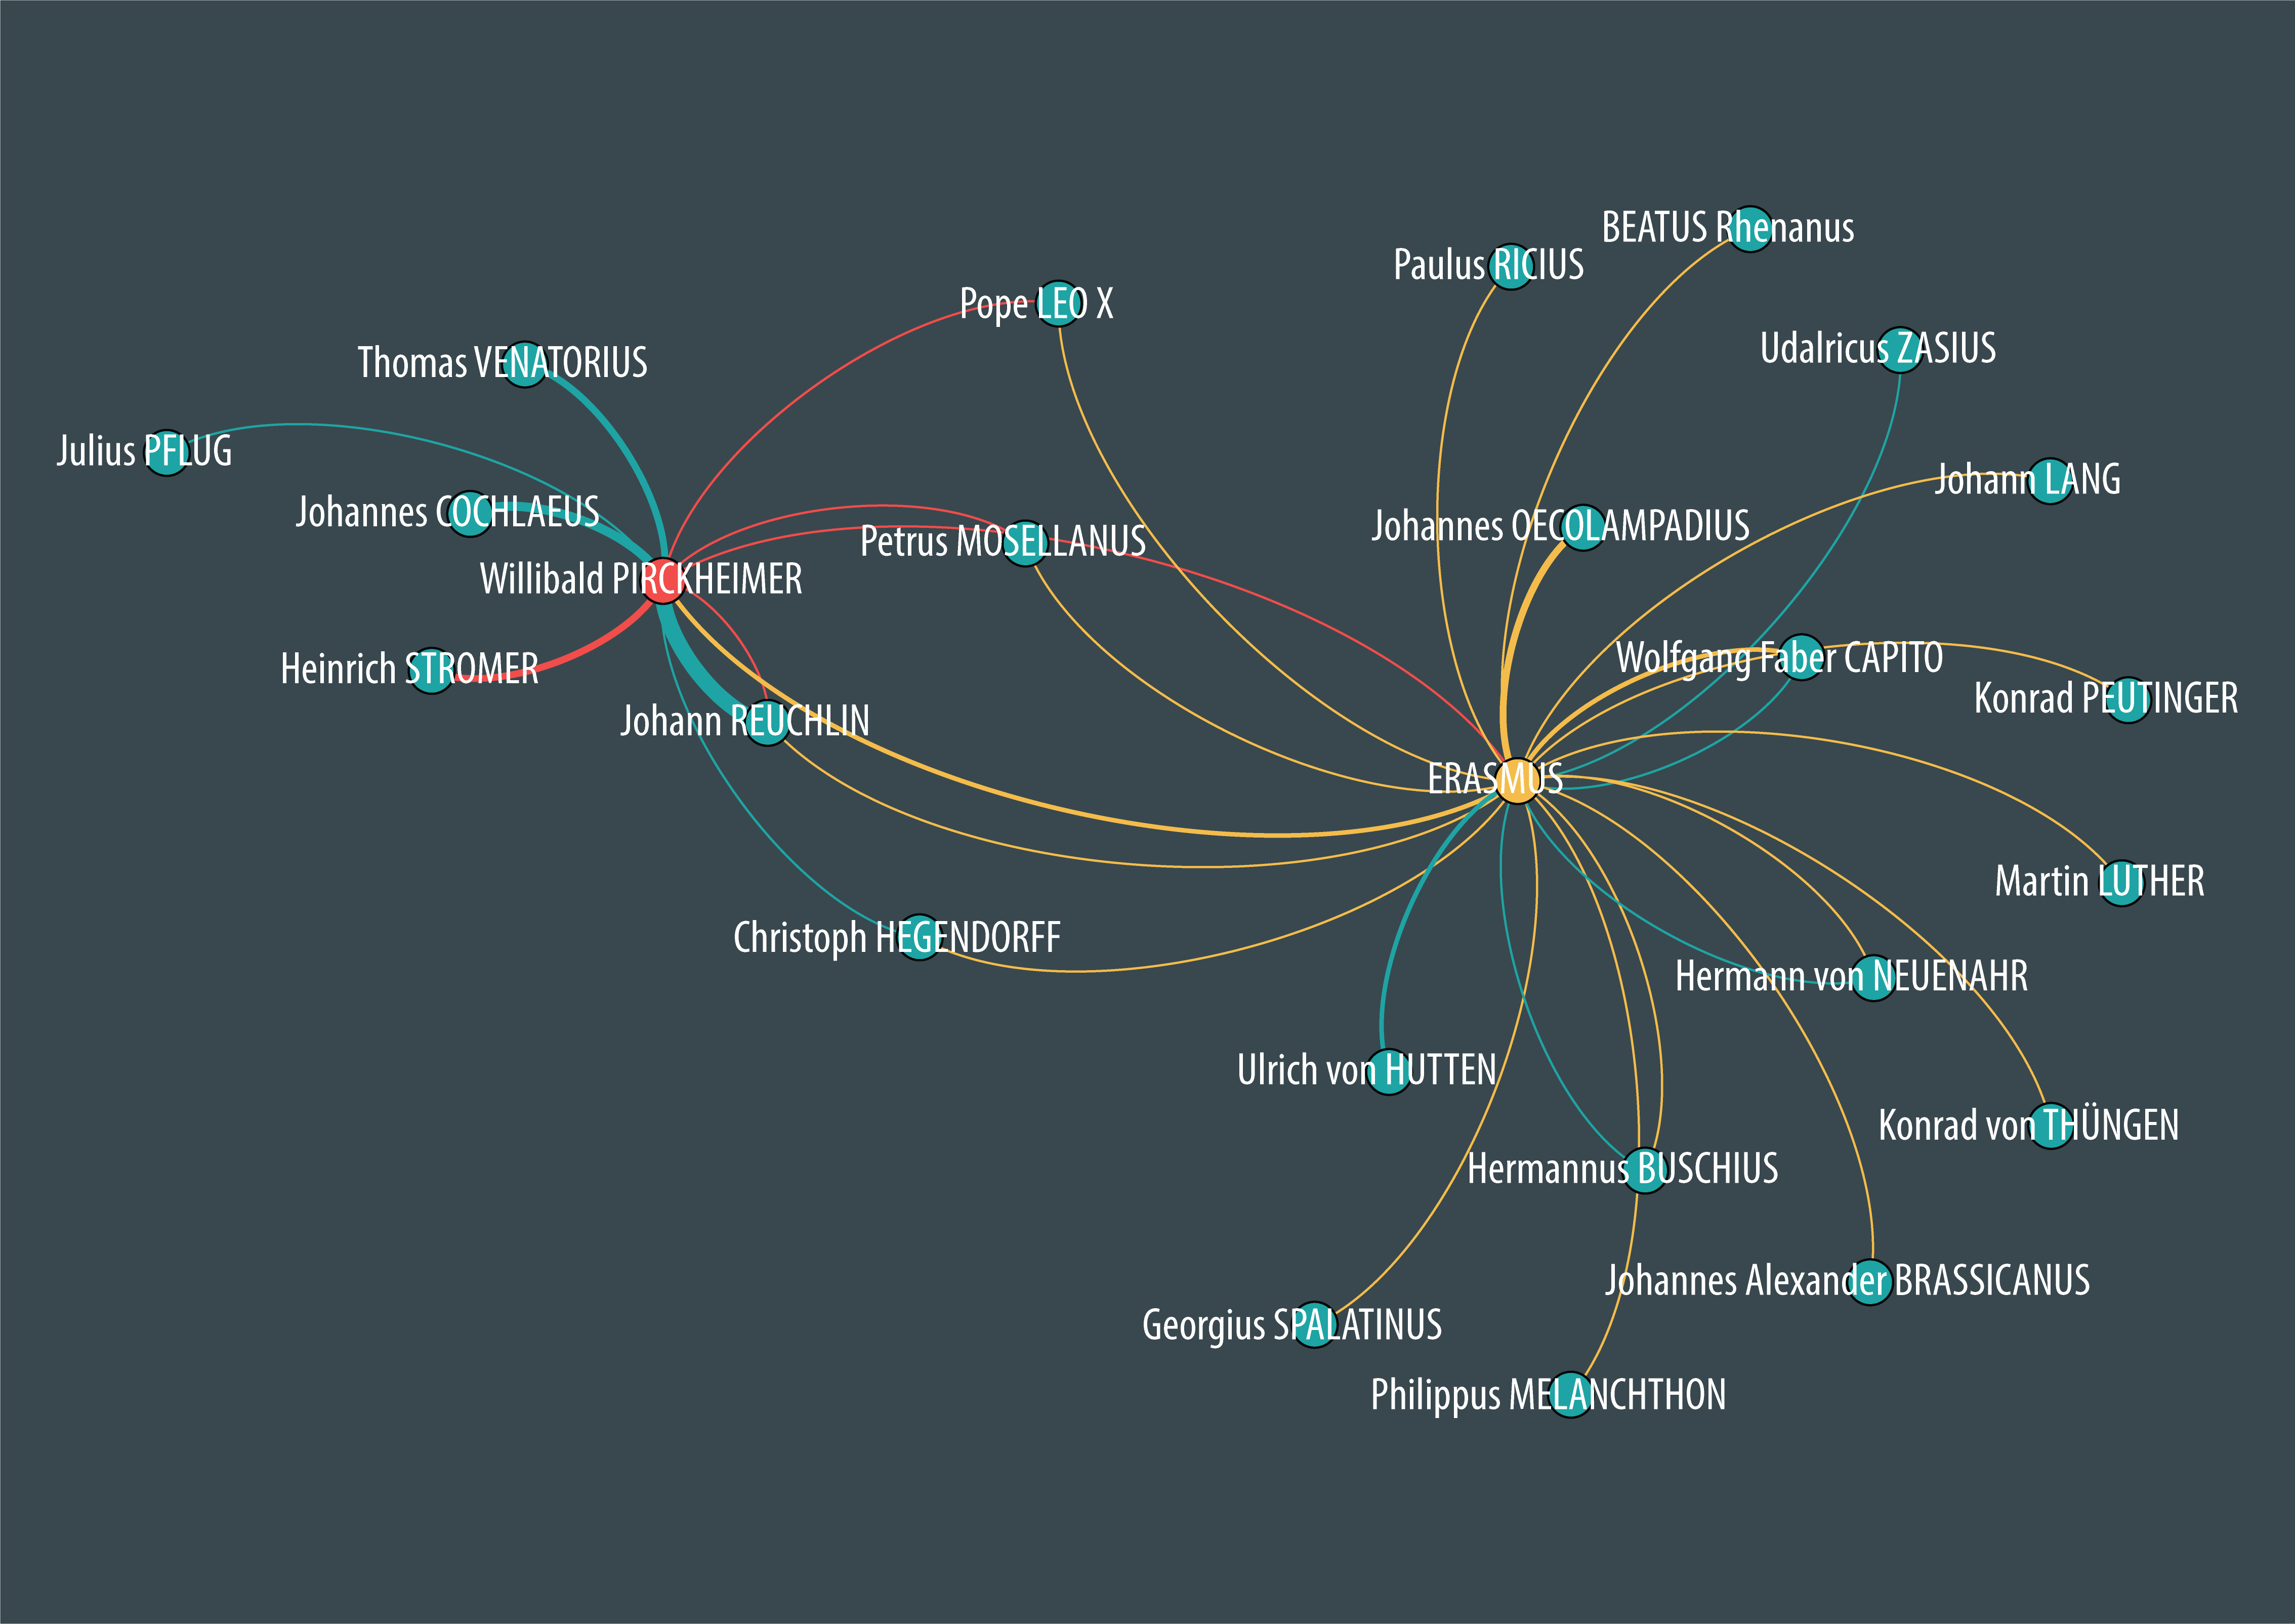 BEATUS Rhenanus
Paulus RICIUS
Pope LEO X
Udalricus ZASIUS
Thomas VENATORIUS
Julius PFLUG
Johann LANG
Johannes COCHLAEUS
Johannes OECOLAMPADIUS
Petrus MOSELLANUS
Willibald PIRCKHEIMER
Wolfgang Faber CAPITO
Heinrich STROMER
Konrad PEUTINGER
Johann REUCHLIN
ERASMUS
Martin LUTHER
Christoph HEGENDORFF
Hermann von NEUENAHR
Ulrich von HUTTEN
Konrad von THÜNGEN
Hermannus BUSCHIUS
Johannes Alexander BRASSICANUS
Georgius SPALATINUS
Philippus MELANCHTHON